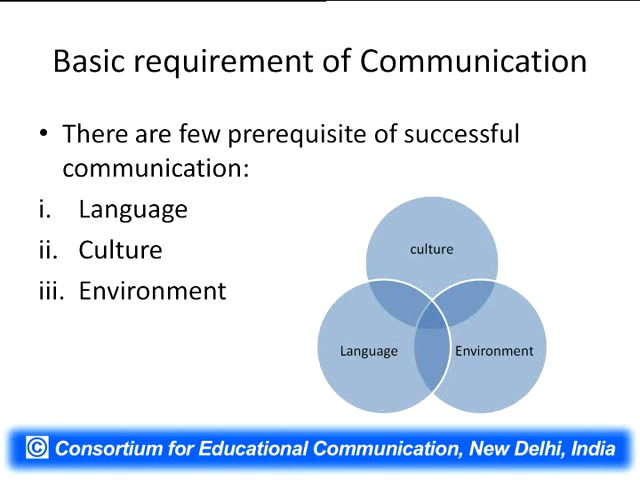 Basic requirement of Communication
• There are few prerequisite of successful
communication:
i. Language
ii. Culture
iii. Environment
culture
Language
Environment
© Consortium for Educational Communication, New Delhi, India